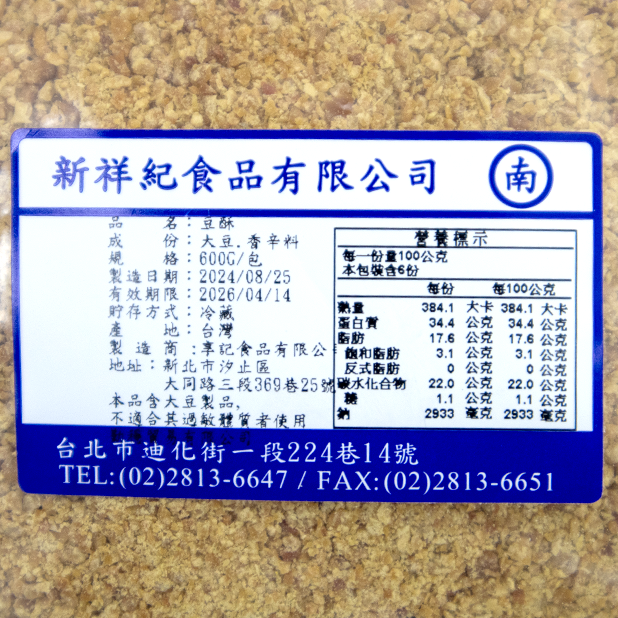 新祥紀食品有限公司 南
品　　名：豆酥
成　　份：大豆,香辛料
規　　格：600G/包
製造日期：2024/08/25
有效期限：2026/04/14
貯存方式：冷藏
產　　地：台灣
製 造 商：享記食品有限公
地址：新北市汐止區
大同路三段369巷25號
本品含大豆製品,
不適合其過敏體質者使用
營養標示
每一份量100公克
本包裝含6份
每份 每100公克
熱量 384.1 大卡 384.1 大卡
蛋白質 34.4 公克 34.4 公克
脂肪 17.6 公克 17.6 公克
飽和脂肪 3.1 公克 3.1 公克
反式脂肪 0 公克 0 公克
碳水化合物 22.0 公克 22.0 公克
糖 1.1 公克 1.1 公克
鈉 2933 毫克 2933 毫克
台北市迪化街一段224巷14號
TEL:(02)2813-6647 / FAX:(02)2813-6651